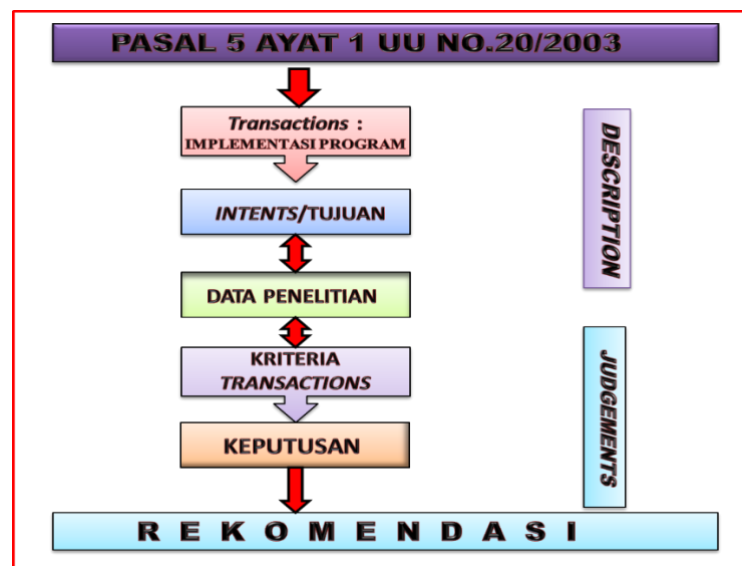 PASAL 5 AYAT 1 UU NO.20/2003
Transactions :
IMPLEMENTASI PROGRAM
INTENTS/TUJUAN
DATA PENELITIAN
KRITERIA
TRANSACTIONS
KEPUTUSAN
R E K O M E N D A S I
DESCRIPTION
JUDGEMENTS